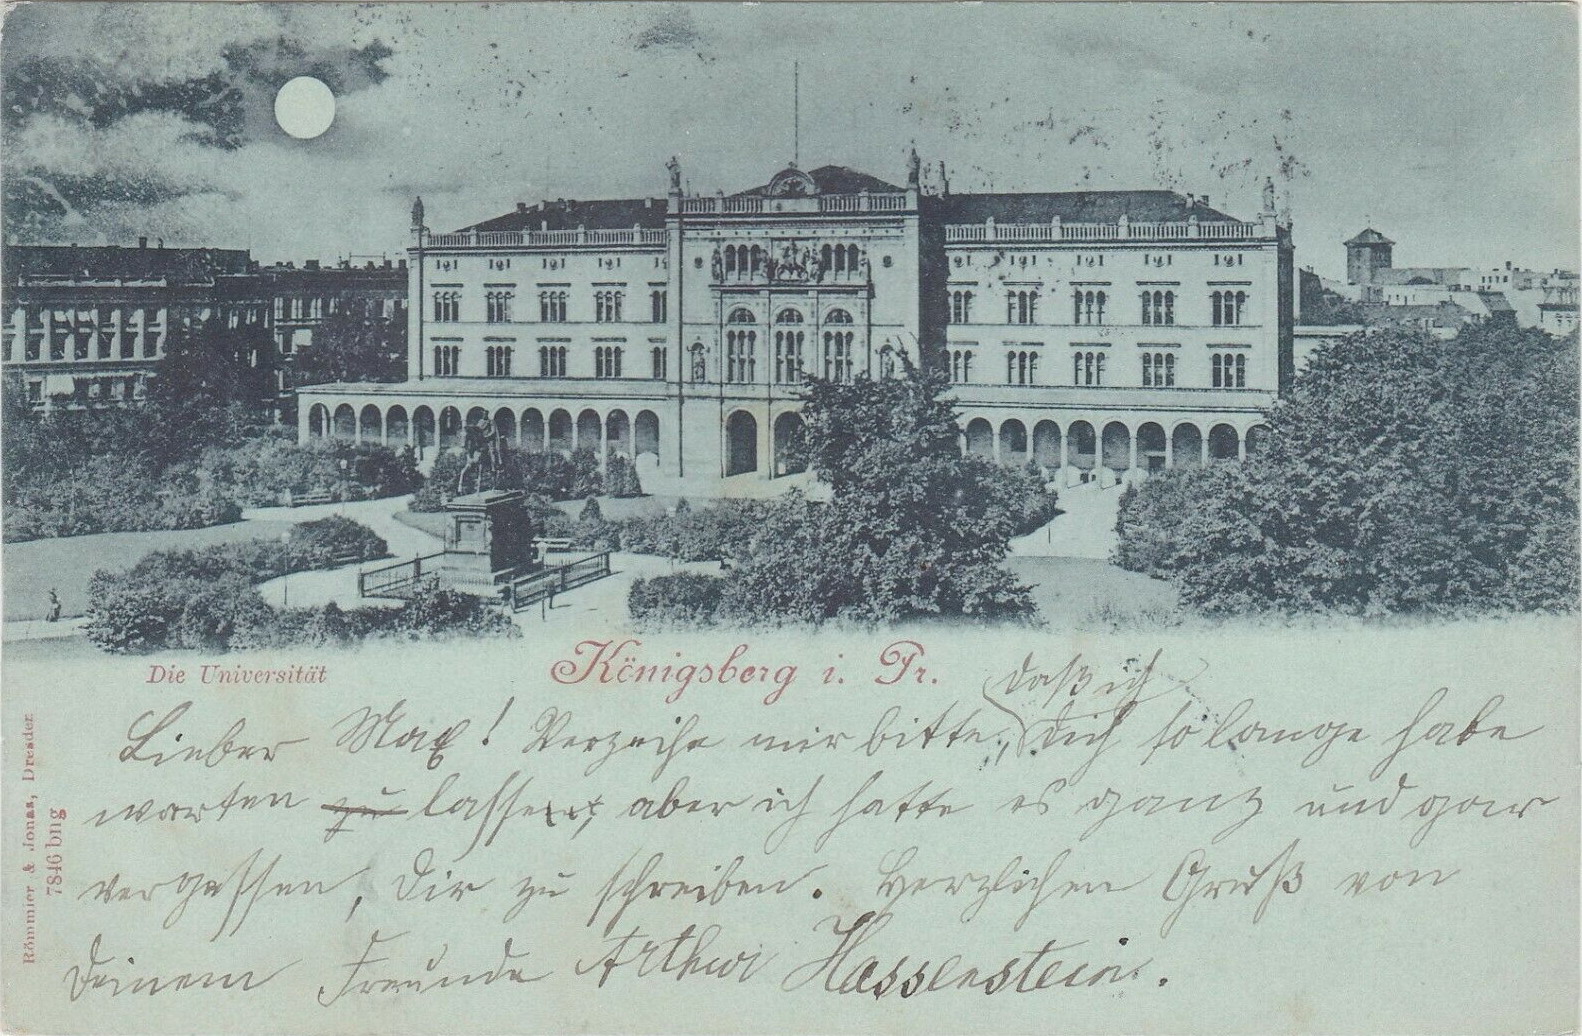 Die Universität
Königsberg i. Pr.
daß ich
Lieber Max! Verzeihe mir bitte, Dich so lange habe
warten zu lassen, aber ich hatte es ganz und gar
vergessen, Dir zu schreiben. Herzlichen Gruß von
Deinem Freunde Arthur Hassenstein.
Römmler & Jonas, Dresden
7846 bng